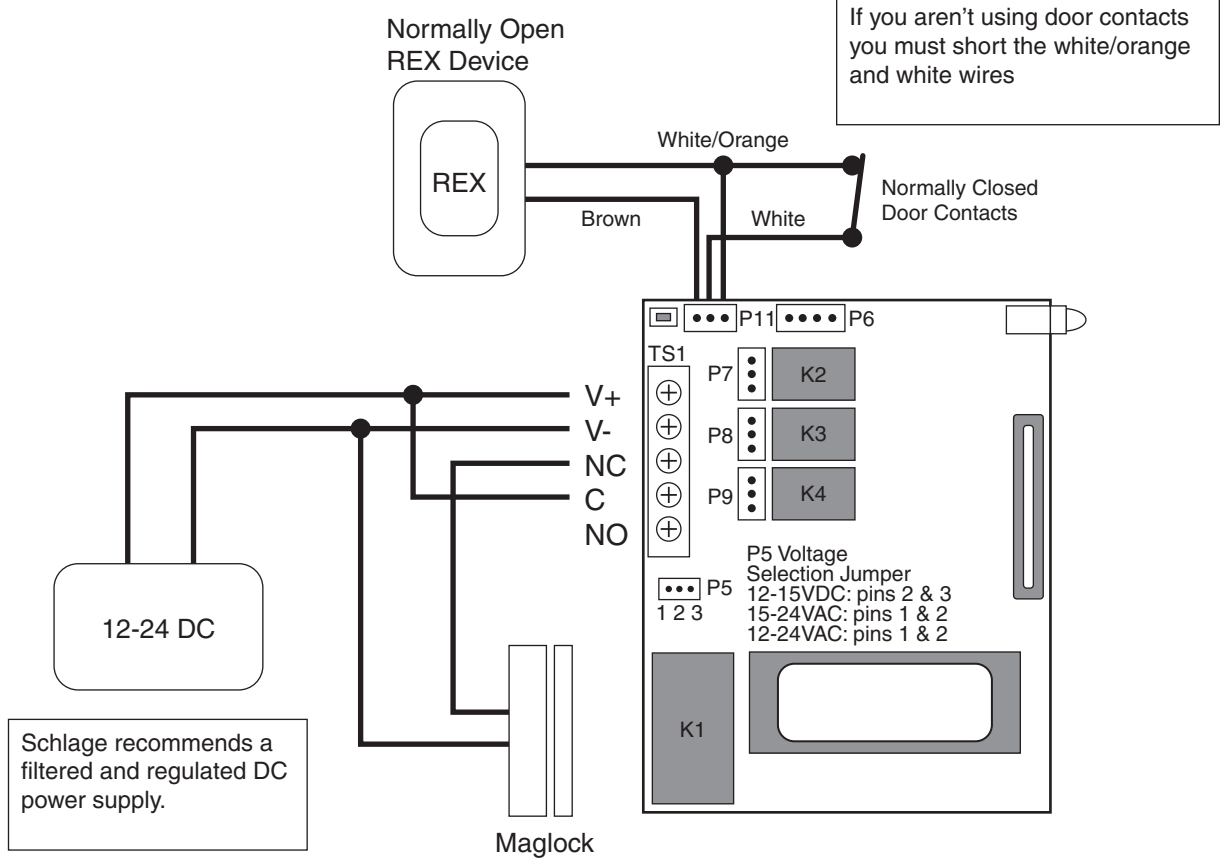 Normally Open
REX Device
If you aren't using door contacts
you must short the white/orange
and white wires
White/Orange
REX
Normally Closed
Door Contacts
Brown
White
P11
P6
TS1
P7
K2
V+
V-
P8
K3
NC
C
P9
K4
NO
P5 Voltage
Selection Jumper
12-15VDC: pins 2 & 3
15-24VAC: pins 1 & 2
12-24VAC: pins 1 & 2
P5
1 2 3
12-24 DC
K1
Schlage recommends a
filtered and regulated DC
power supply.
Maglock